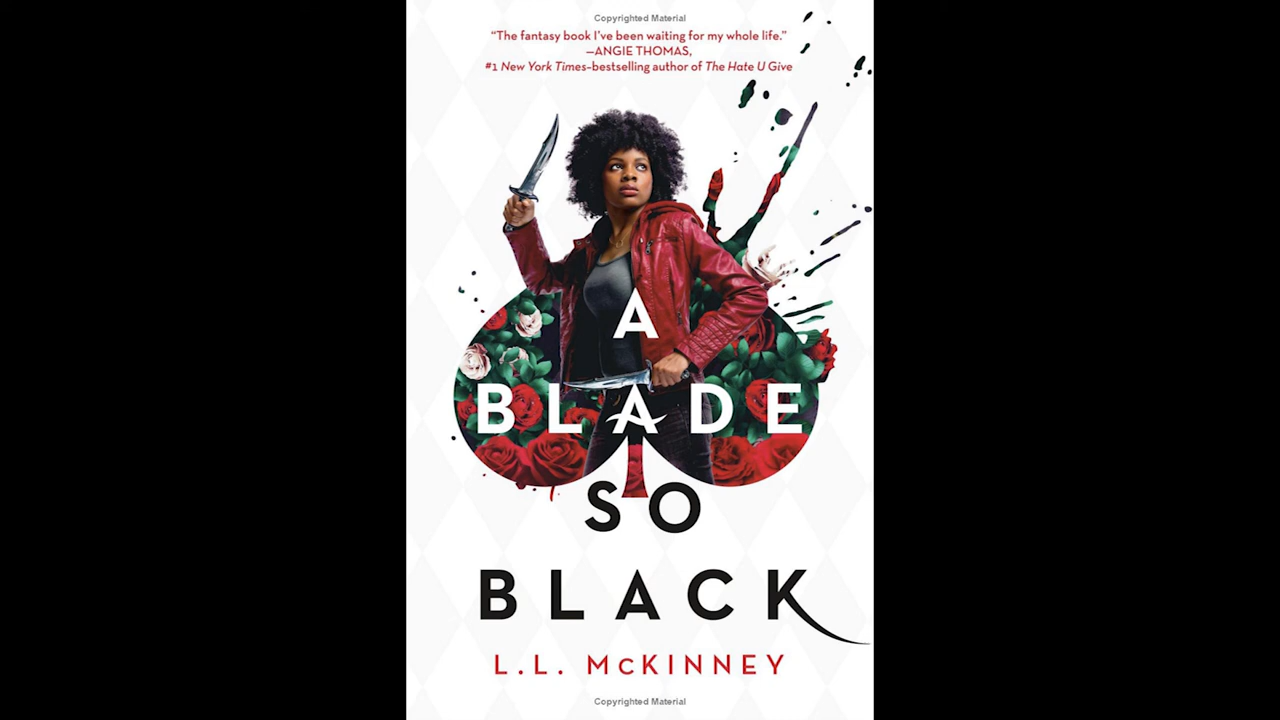 Copyrighted Material
“The fantasy book I’ve been waiting for my whole life.”
—ANGIE THOMAS,
#1 New York Times–bestselling author of The Hate U Give
A
BLADE
SO
BLACK
L.L. McKINNEY
Copyrighted Material